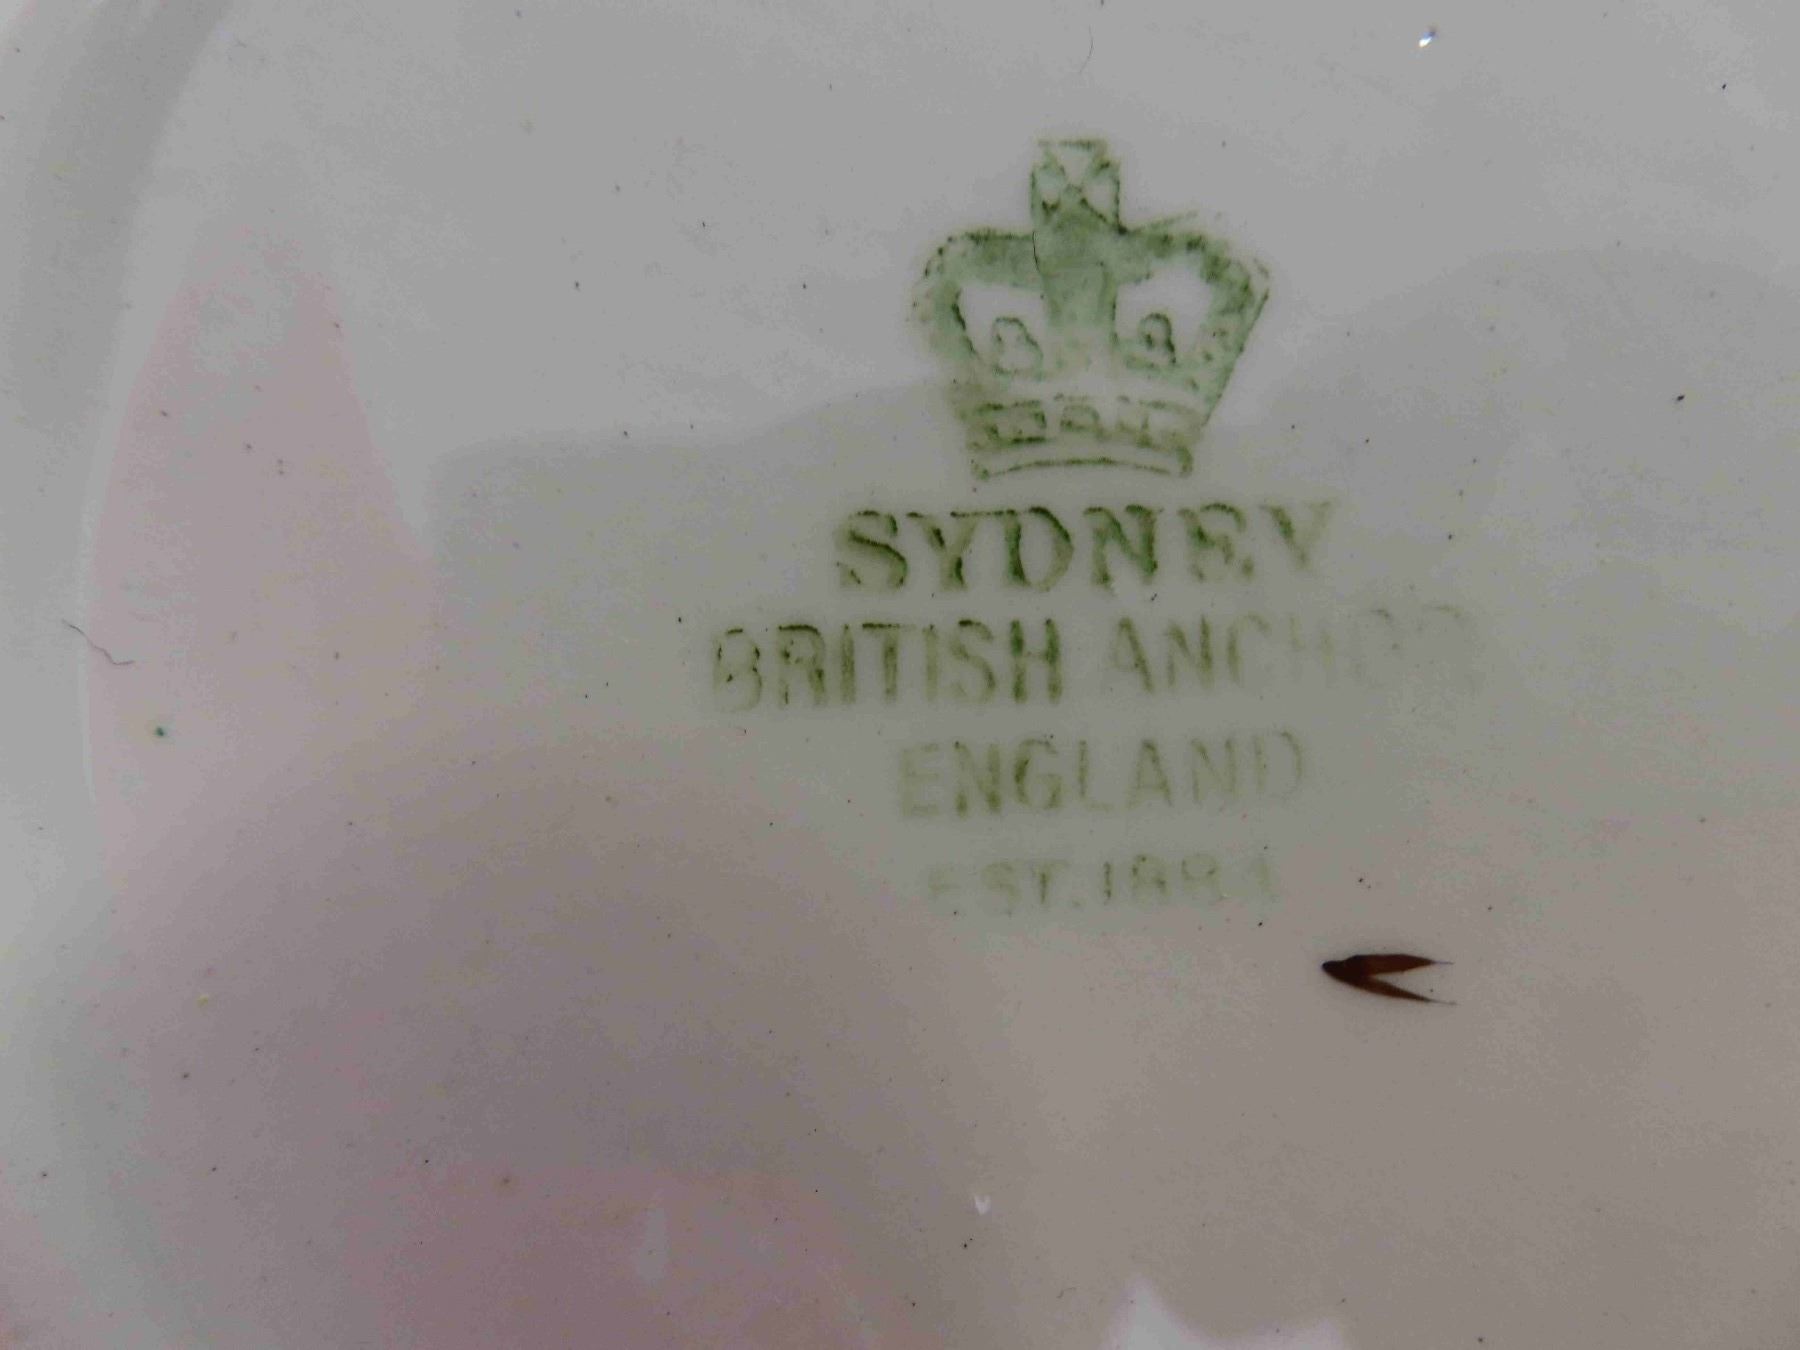 SYDNEY
BRITISH ANCHOR
ENGLAND
EST. 1884